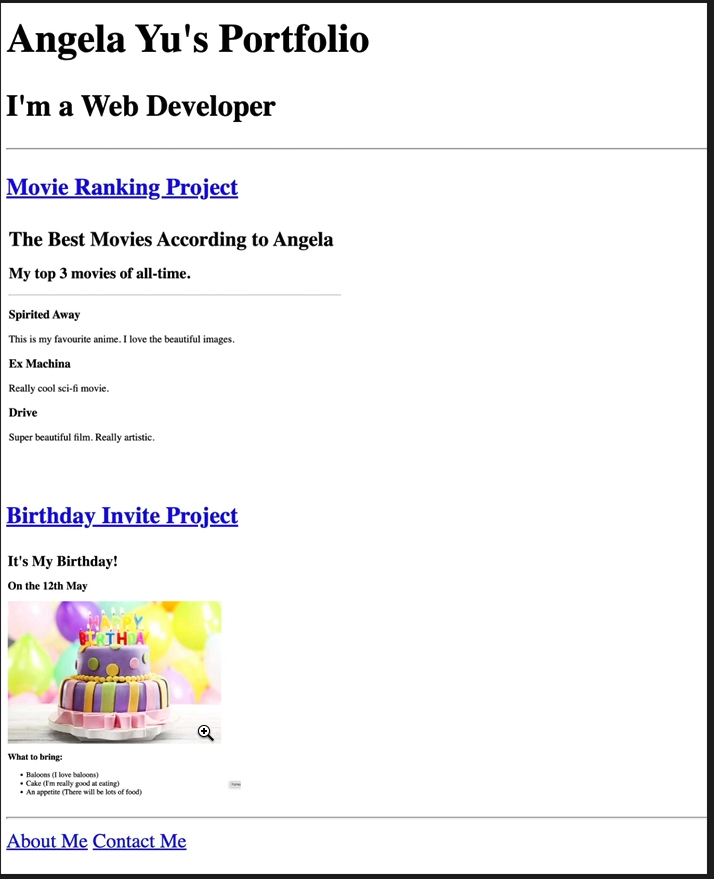 Angela Yu's Portfolio
I'm a Web Developer
Movie Ranking Project
The Best Movies According to Angela
My top 3 movies of all-time.
Spirited Away
This is my favourite anime. I love the beautiful images.
Ex Machina
Really cool sci-fi movie.
Drive
Super beautiful film. Really artistic.
Birthday Invite Project
It's My Birthday!
On the 12th May
HAPPY
BIRTHDA
What to bring:
• Baloons (I love baloons)
• Cake (I'm really good at eating)
• An appetite (There will be lots of food)
About Me Contact Me